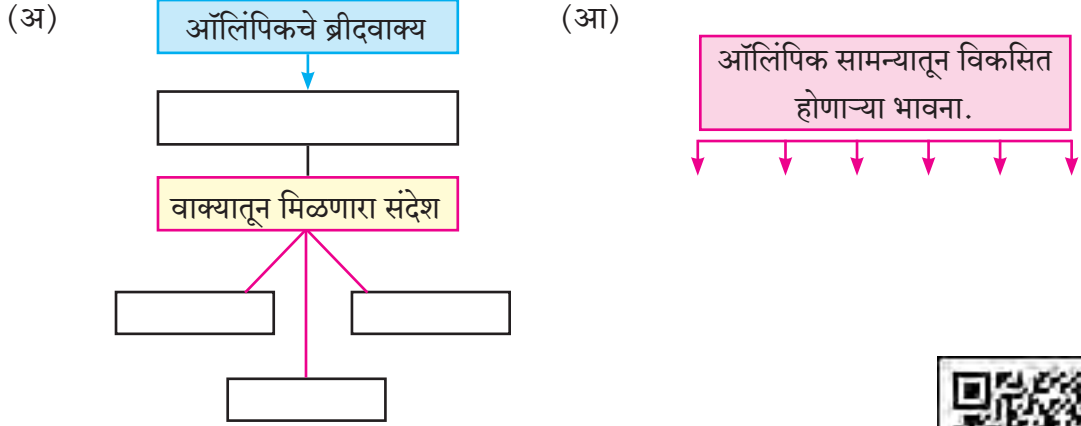 (अ)
ऑलिंपिकचे ब्रीदवाक्य
वाक्यातून मिळणारा संदेश
(आ)
ऑलिंपिक सामन्यातून विकसित
होणाऱ्या भावना.